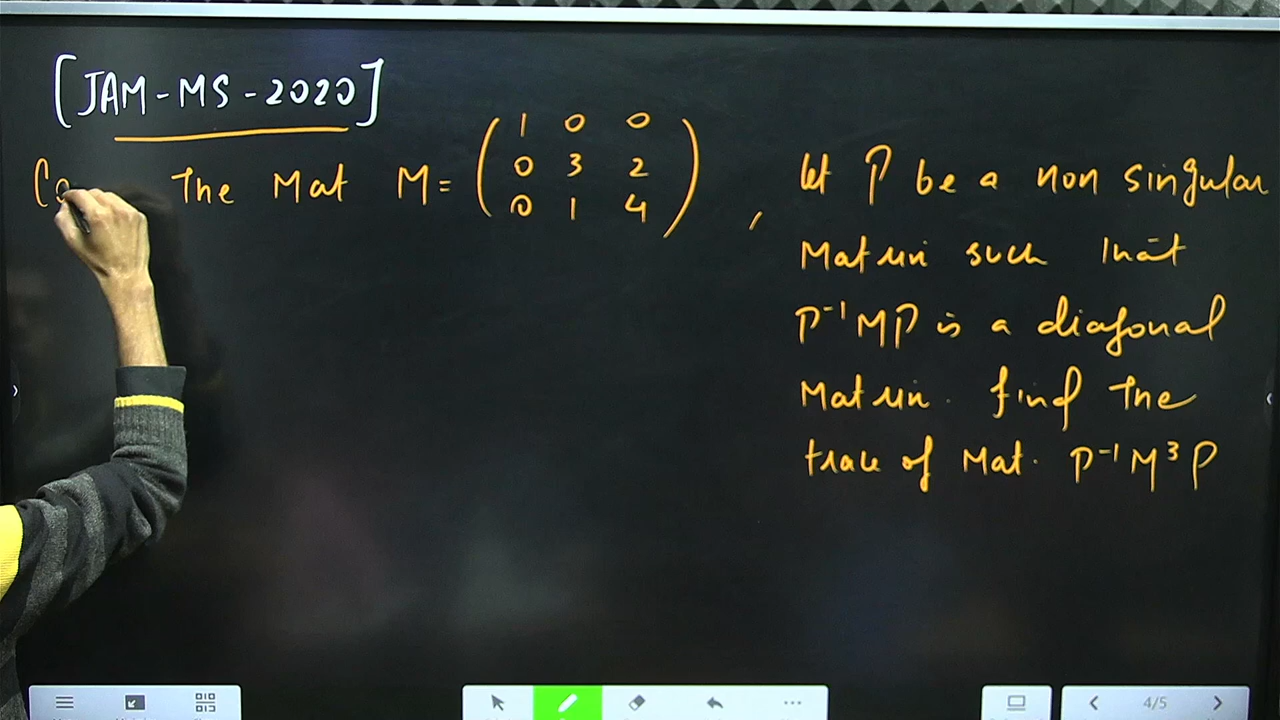 [JAM-MS-2020]
Co The Mat M = ( 1 0 0
0 3 2
0 1 4 ) ,
let P be a non singular
Matrix such that
P⁻¹MP is a diagonal
Matrix. find the
trace of Mat. P⁻¹M³P
4/5